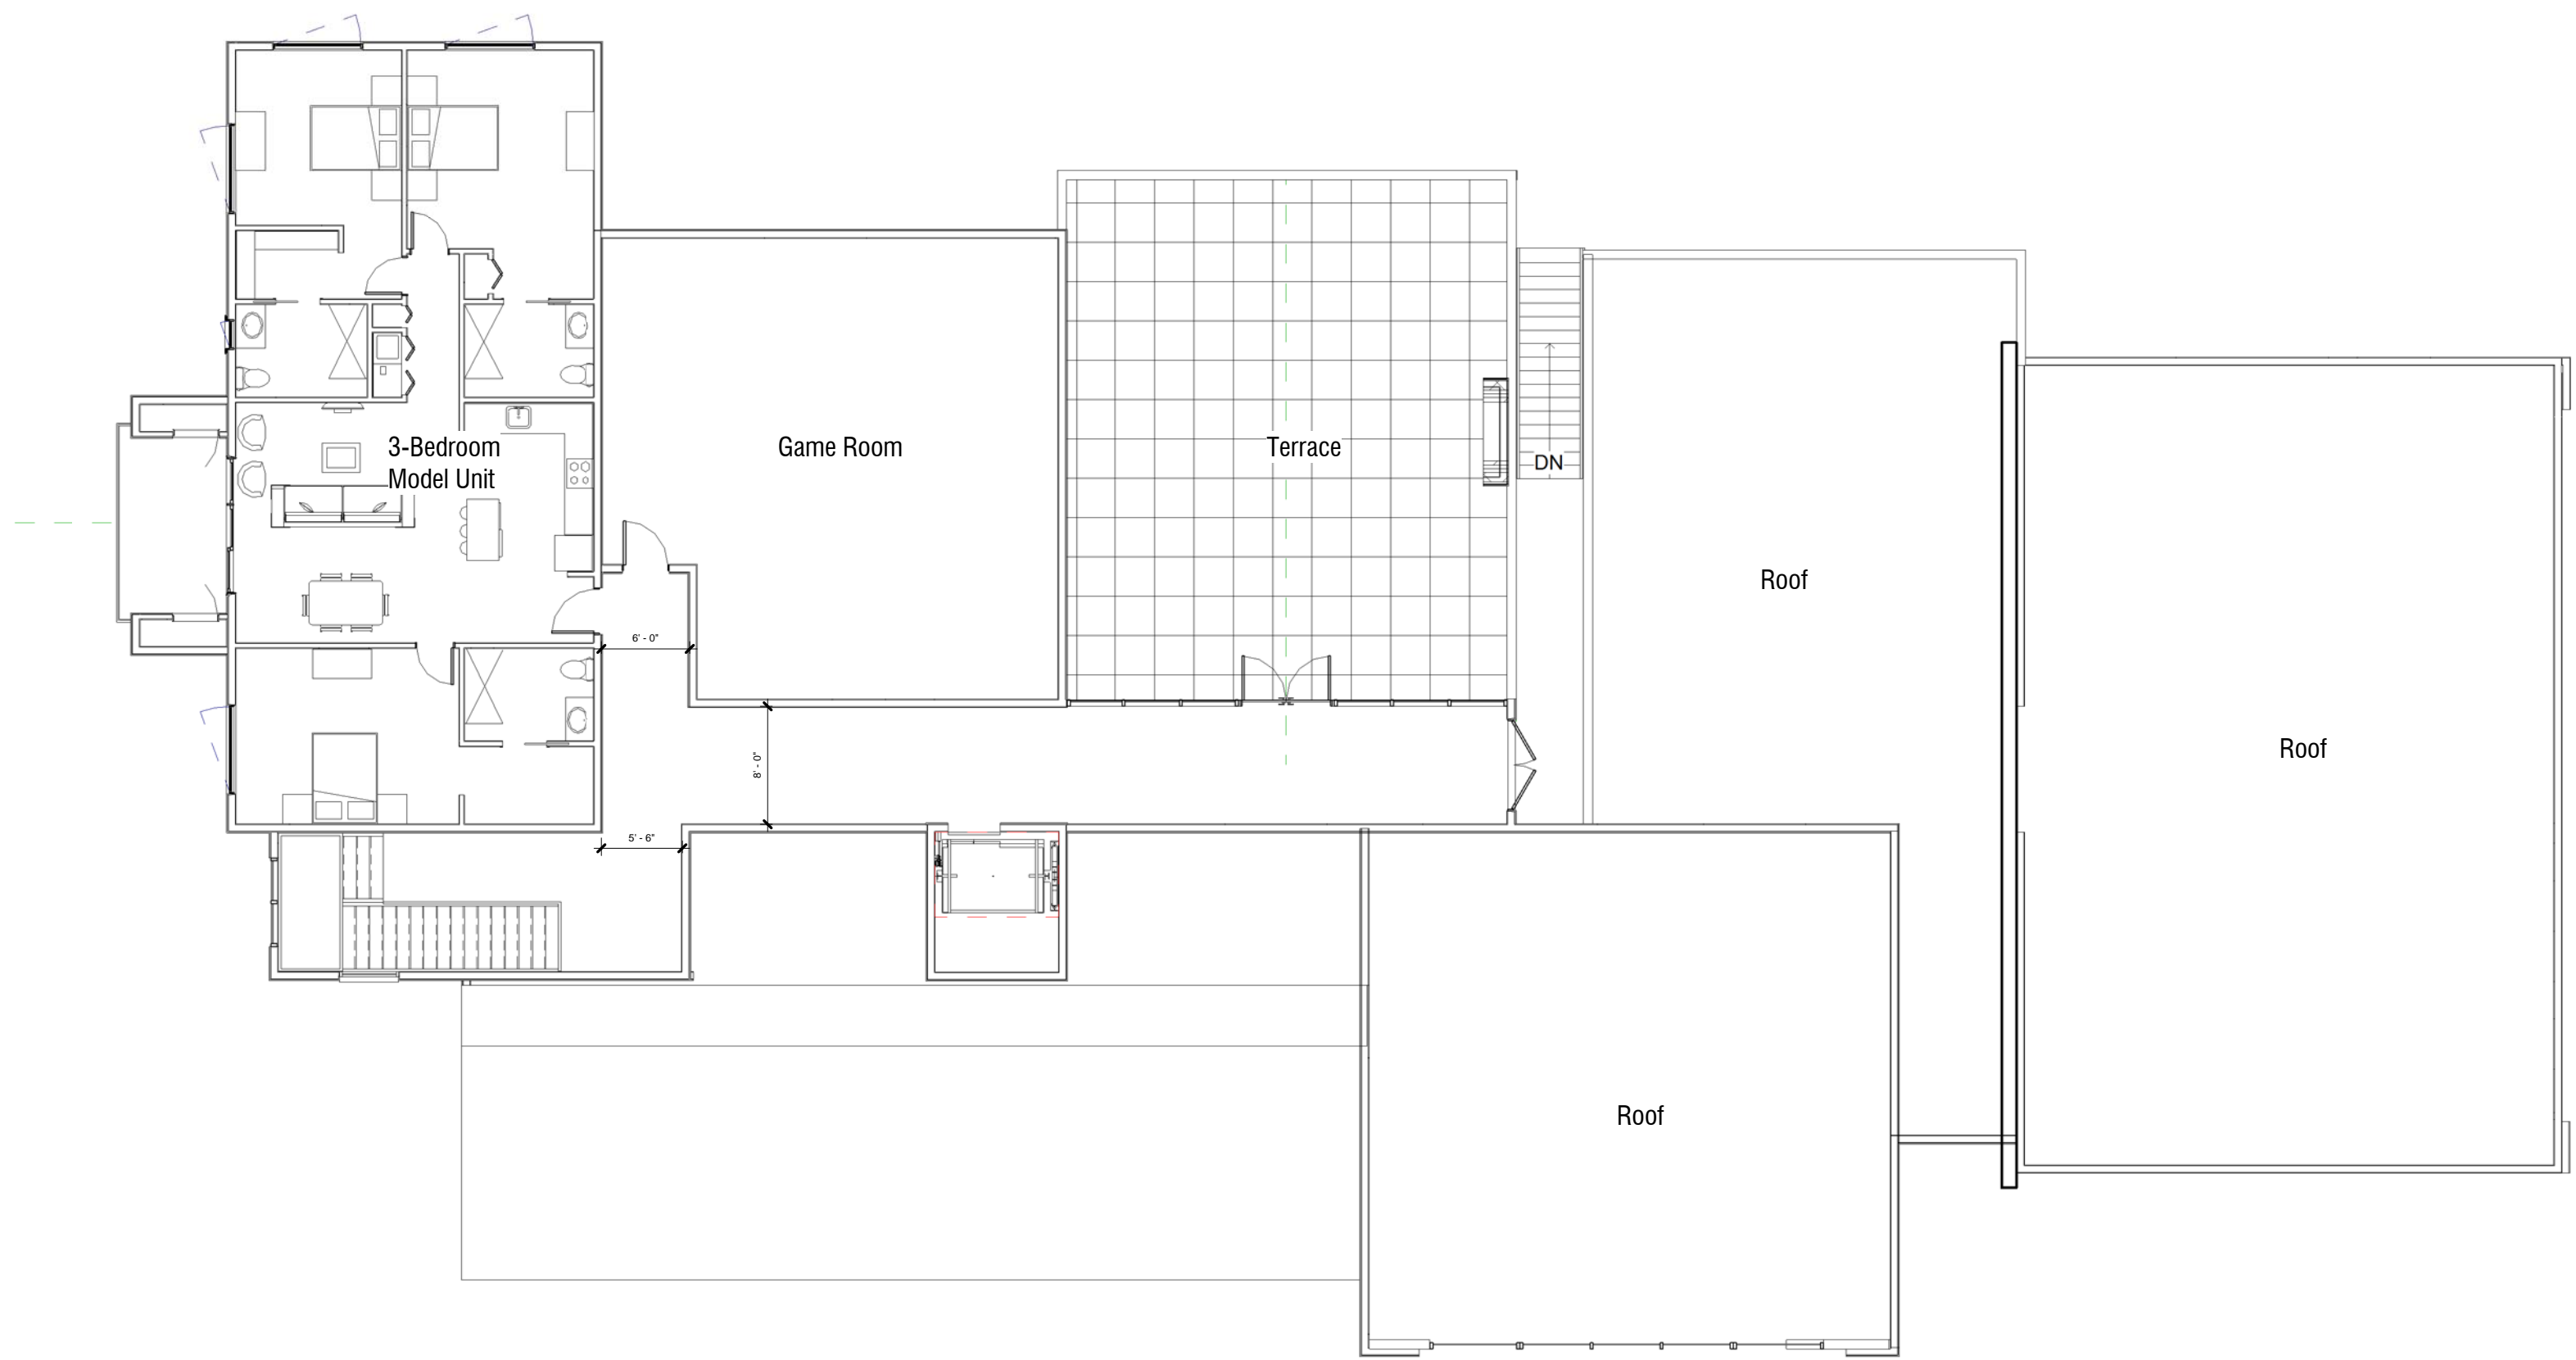 3-Bedroom
Model Unit
Game Room
Terrace
DN
Roof
Roof
6' - 0"
8' - 0"
5' - 6"
Roof